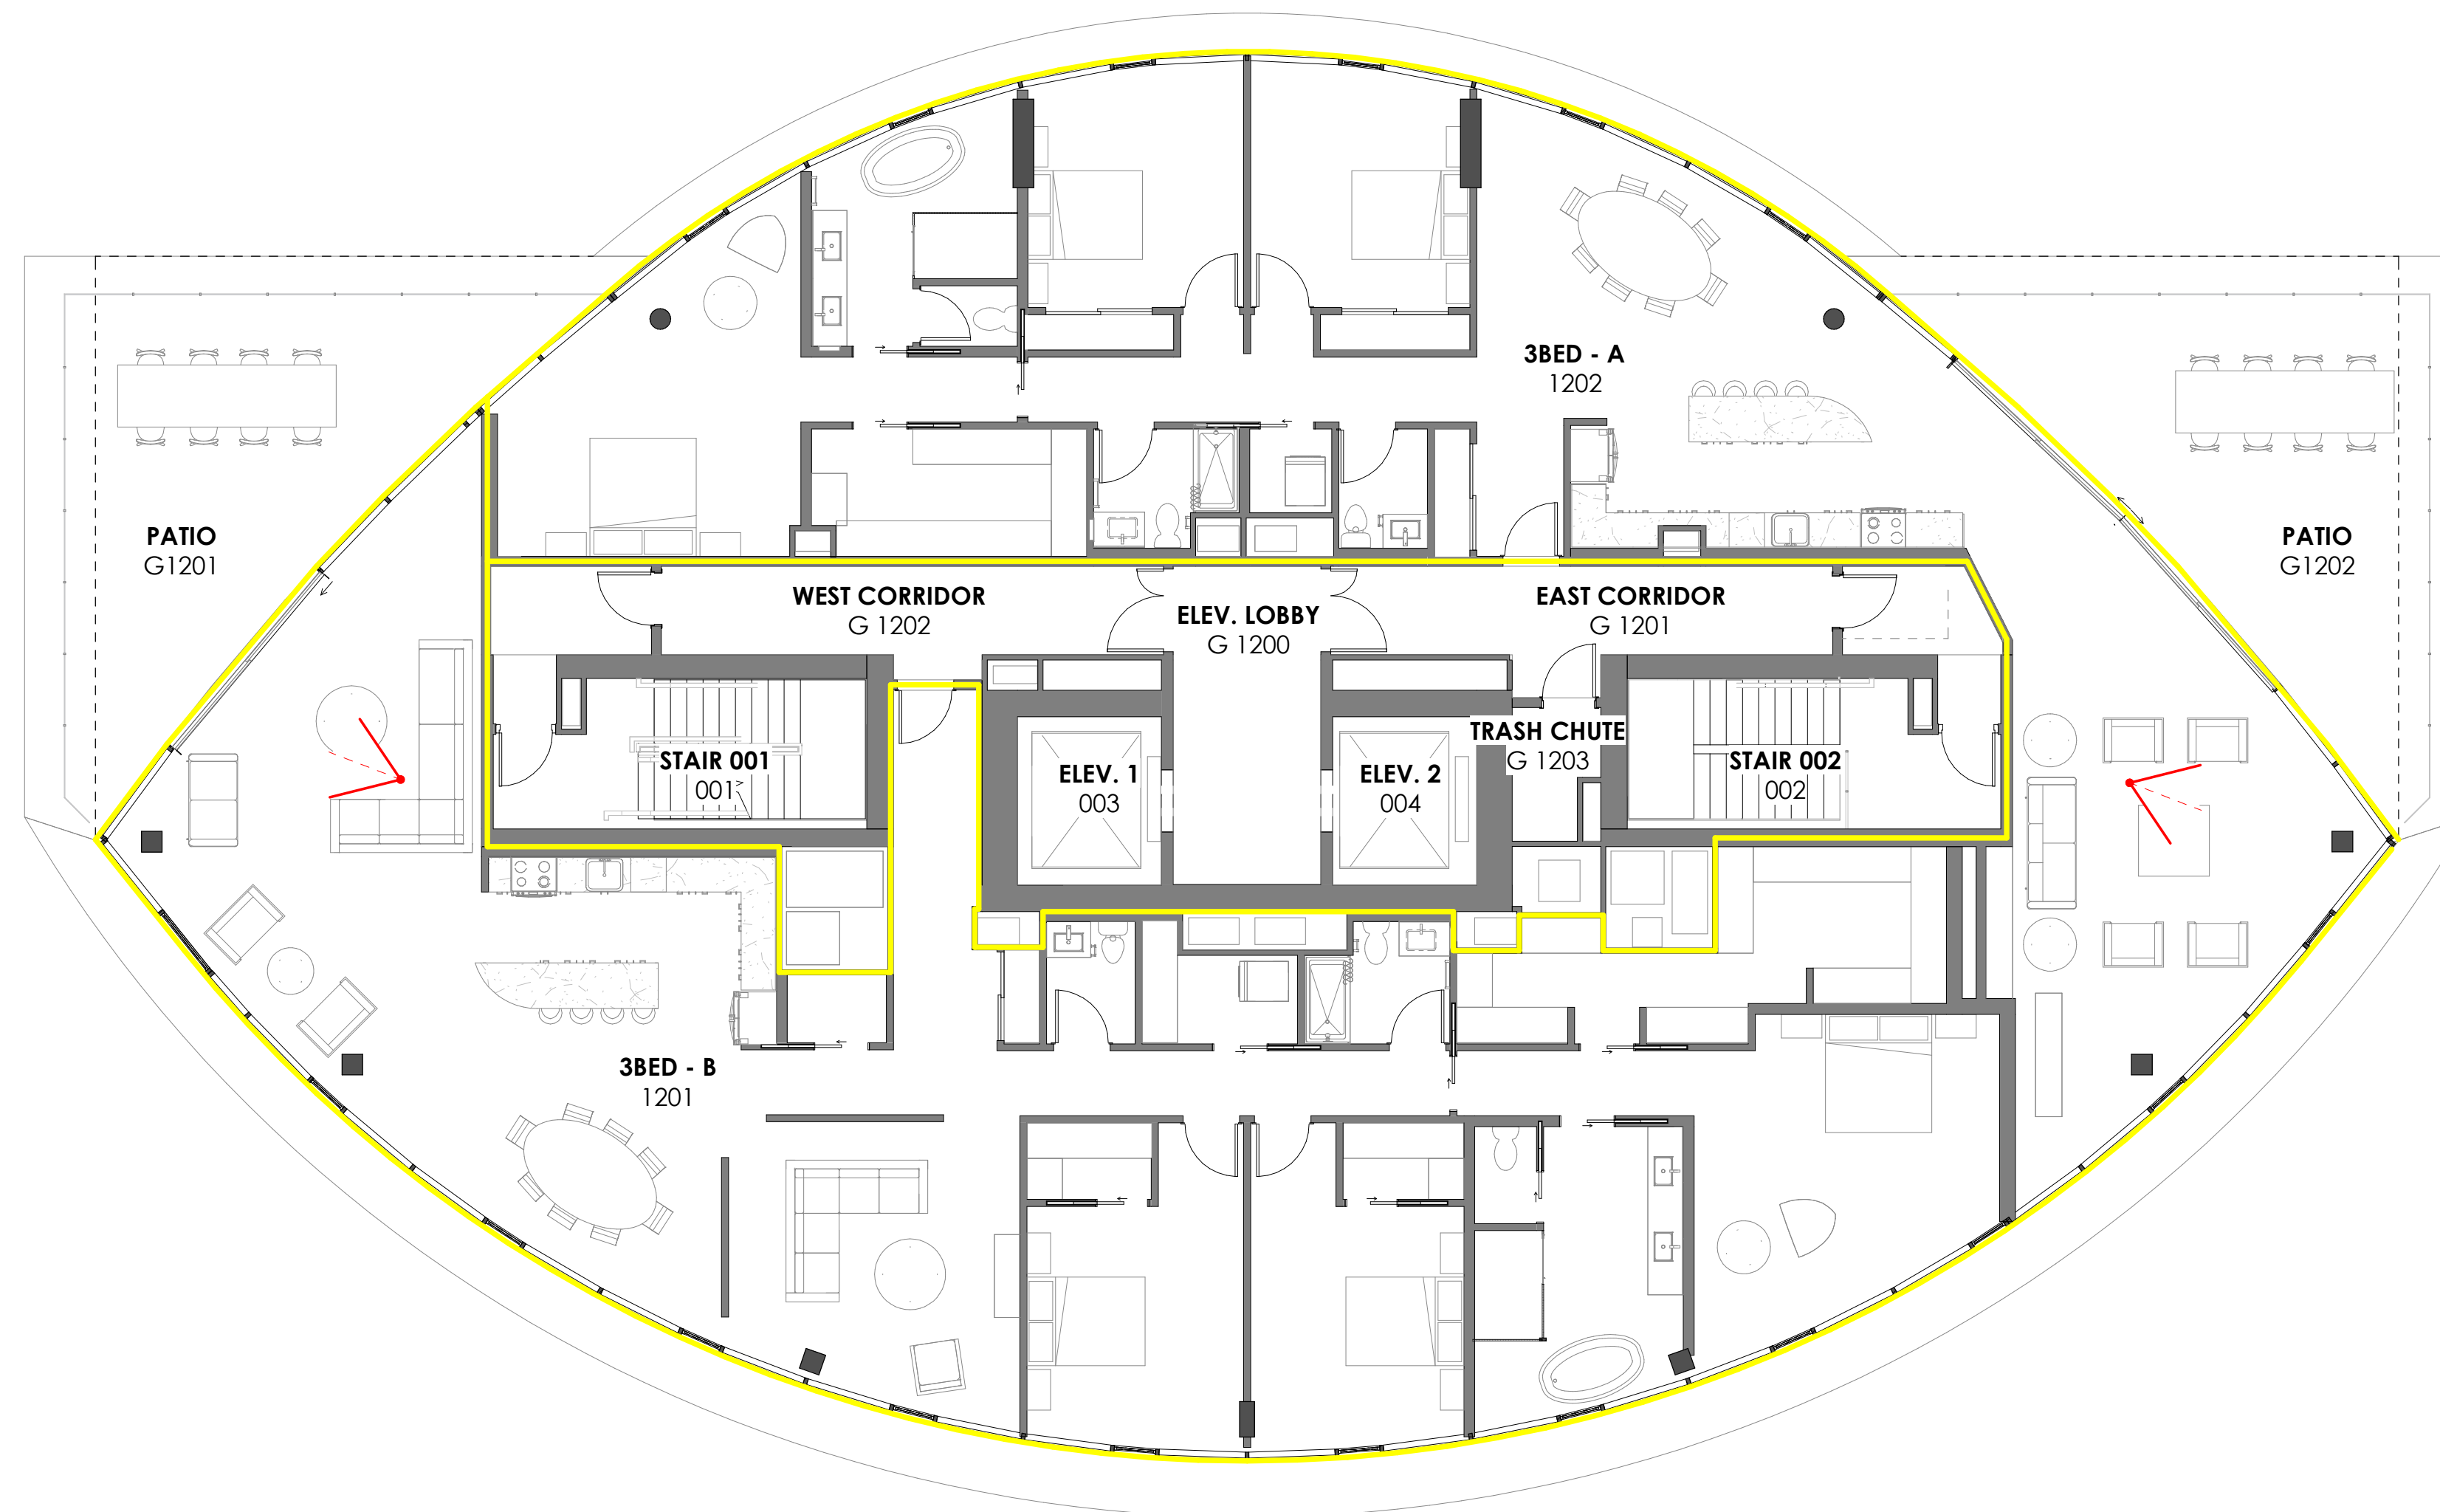 3BED - A
1202
PATIO
G1201
PATIO
G1202
WEST CORRIDOR
G 1202
ELEV. LOBBY
G 1200
EAST CORRIDOR
G 1201
STAIR 001
001
ELEV. 1
003
ELEV. 2
004
TRASH CHUTE
G 1203
STAIR 002
002
3BED - B
1201